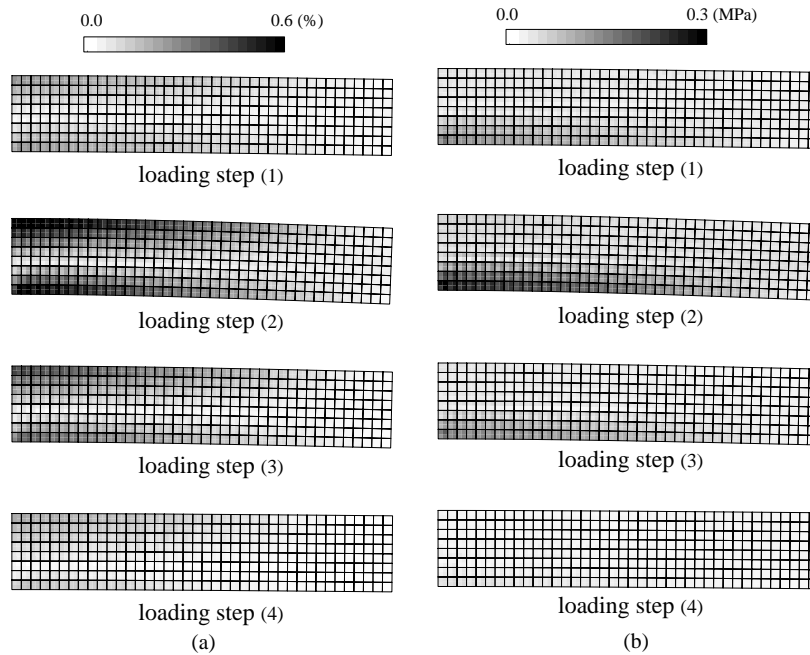 0.0 0.6 (%)
loading step (1)
loading step (2)
loading step (3)
loading step (4)
(a)
0.0 0.3 (MPa)
loading step (1)
loading step (2)
loading step (3)
loading step (4)
(b)